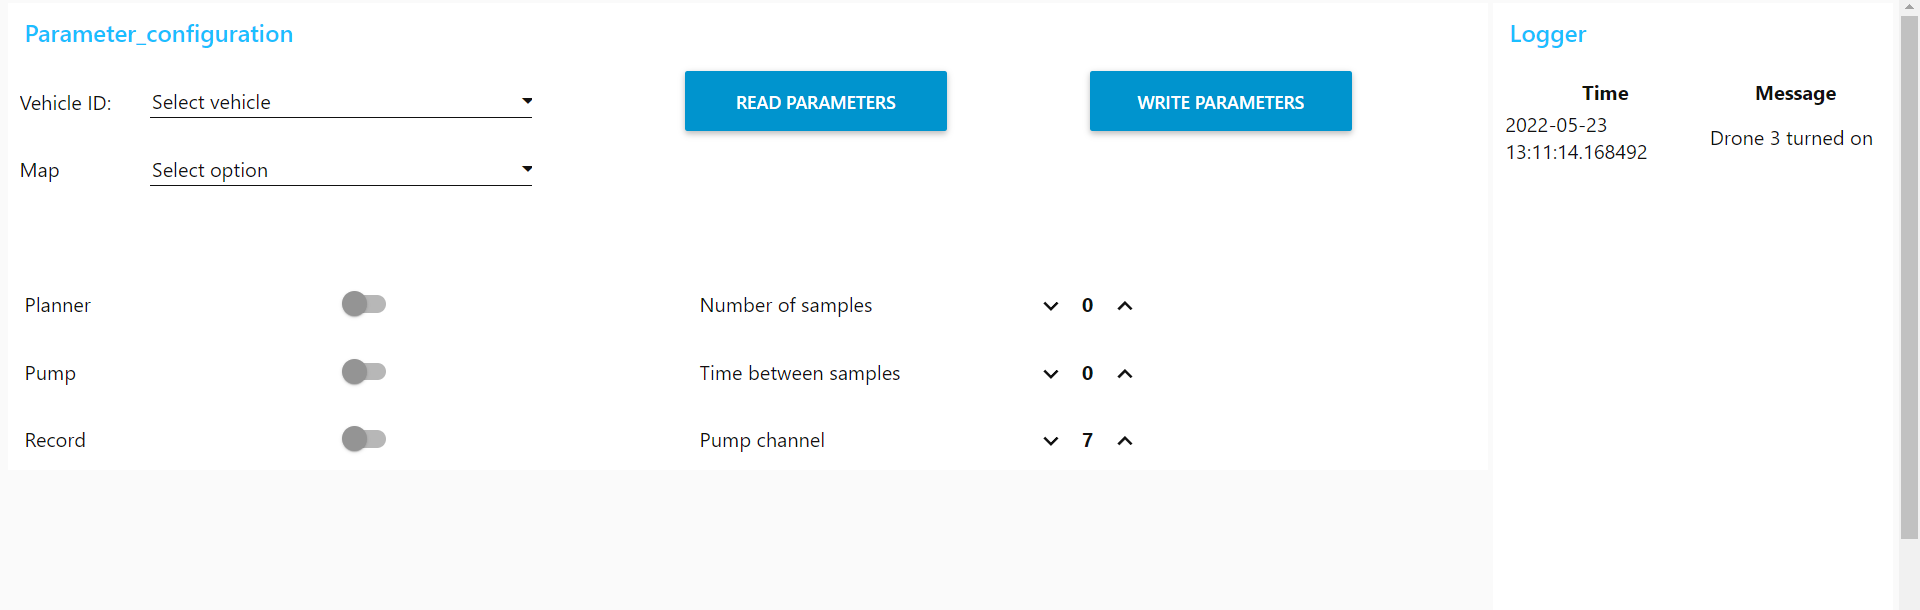 Parameter_configuration
Vehicle ID: Select vehicle READ PARAMETERS WRITE PARAMETERS
Map Select option
Planner Number of samples 0
Pump Time between samples 0
Record Pump channel 7
Logger
Time Message
2022-05-23
13:11:14.168492
Drone 3 turned on